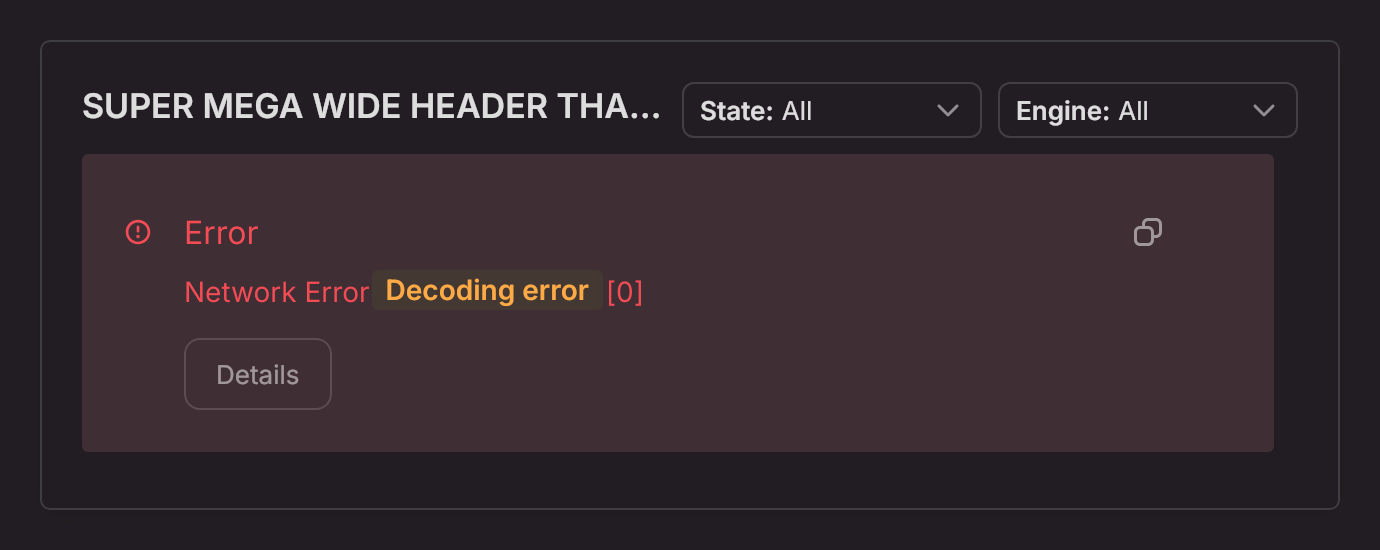 SUPER MEGA WIDE HEADER THA... State: All Engine: All
Error
Network Error Decoding error [0]
Details